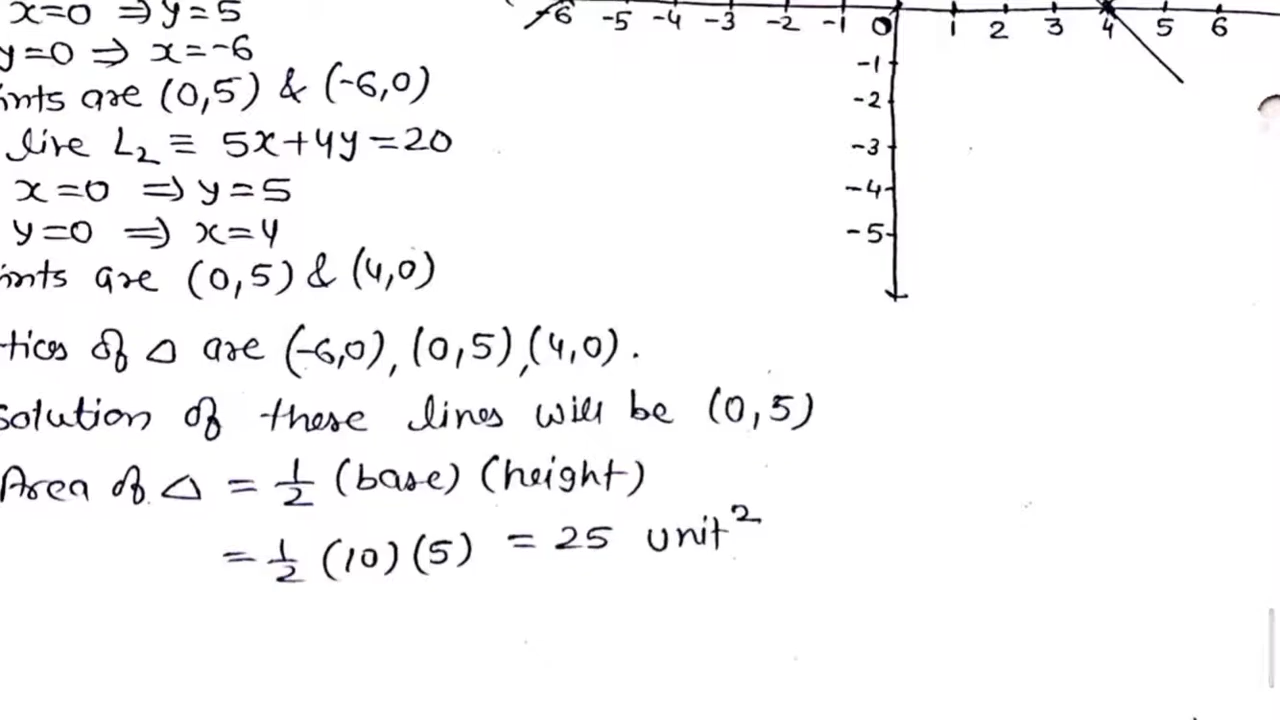 x=0 ⇒ y=5
y=0 ⇒ x=-6
ints are (0,5) & (-6,0)
line L₂ ≡ 5x+4y=20
x=0 ⇒ y=5
y=0 ⇒ x=4
ints are (0,5) & (4,0)
tices of △ are (-6,0), (0,5), (4,0).
solution of these lines will be (0,5)
Area of △ = 1/2 (base) (height)
= 1/2 (10) (5) = 25 unit²
-6 -5 -4 -3 -2 -1 0 1 2 3 4 5 6
-1
-2
-3
-4
-5